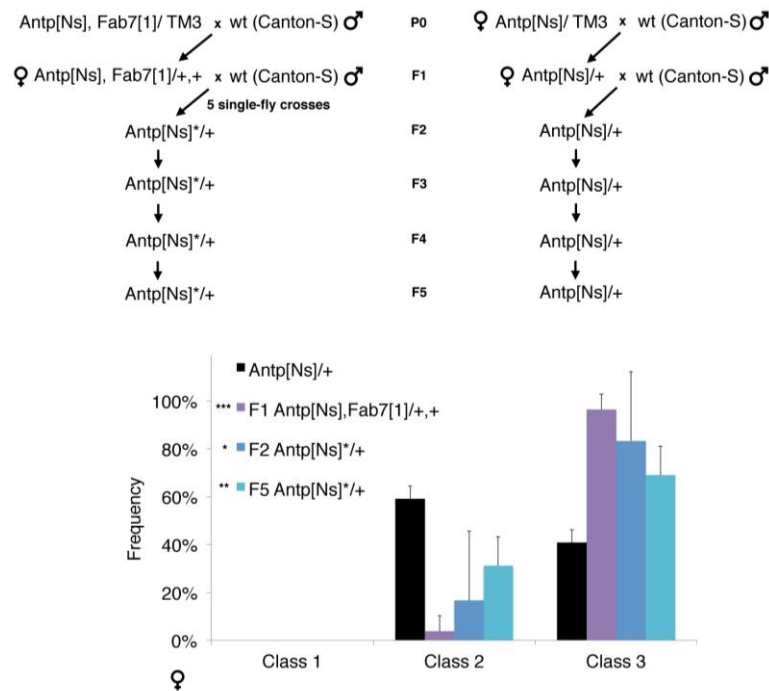 Antp[Ns], Fab7[1]/ TM3 x wt (Canton-S) ♂ P0 ♀ Antp[Ns]/ TM3 x wt (Canton-S) ♂
♀ Antp[Ns], Fab7[1]/+,+ x wt (Canton-S) ♂ F1 ♀ Antp[Ns]/+ x wt (Canton-S) ♂
5 single-fly crosses
Antp[Ns]*/+ F2 Antp[Ns]/+
Antp[Ns]*/+ F3 Antp[Ns]/+
Antp[Ns]*/+ F4 Antp[Ns]/+
Antp[Ns]*/+ F5 Antp[Ns]/+
Antp[Ns]/+
*** F1 Antp[Ns],Fab7[1]/+,+
* F2 Antp[Ns]*/+
** F5 Antp[Ns]*/+
Frequency
100%
80%
60%
40%
20%
0%
Class 1 Class 2 Class 3
♀